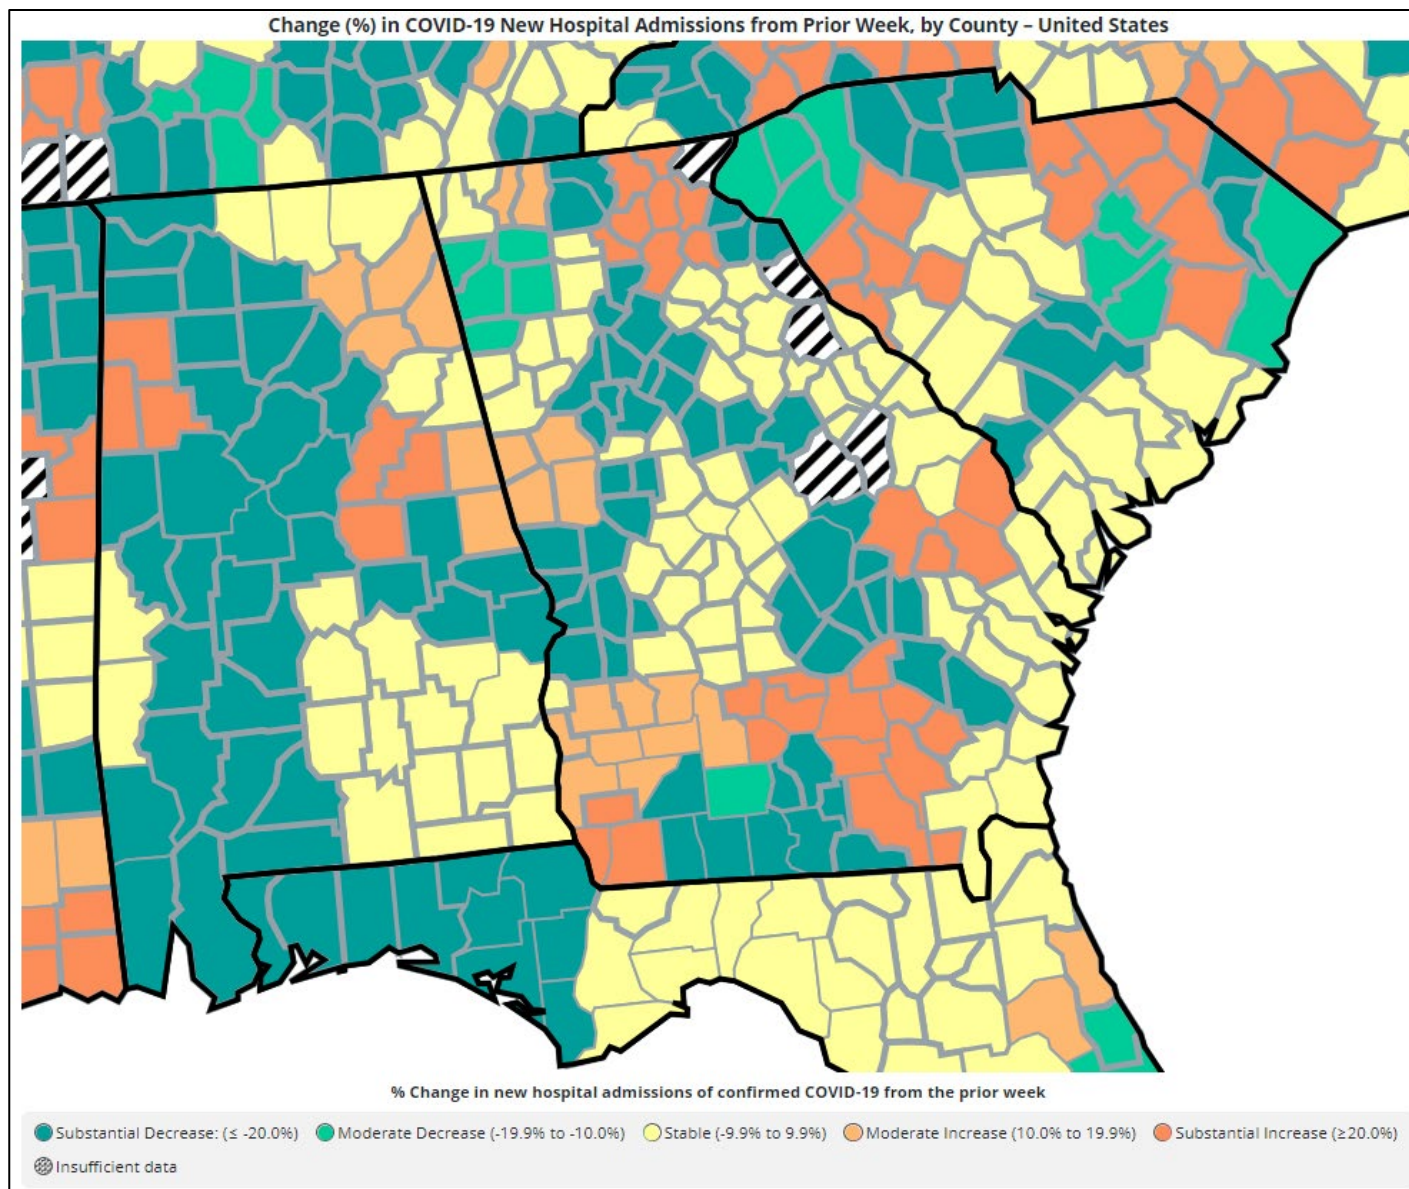 Change (%) in COVID-19 New Hospital Admissions from Prior Week, by County – United States
% Change in new hospital admissions of confirmed COVID-19 from the prior week
Substantial Decrease: (≤ -20.0%) Moderate Decrease (-19.9% to -10.0%) Stable (-9.9% to 9.9%) Moderate Increase (10.0% to 19.9%) Substantial Increase (≥20.0%)
Insufficient data